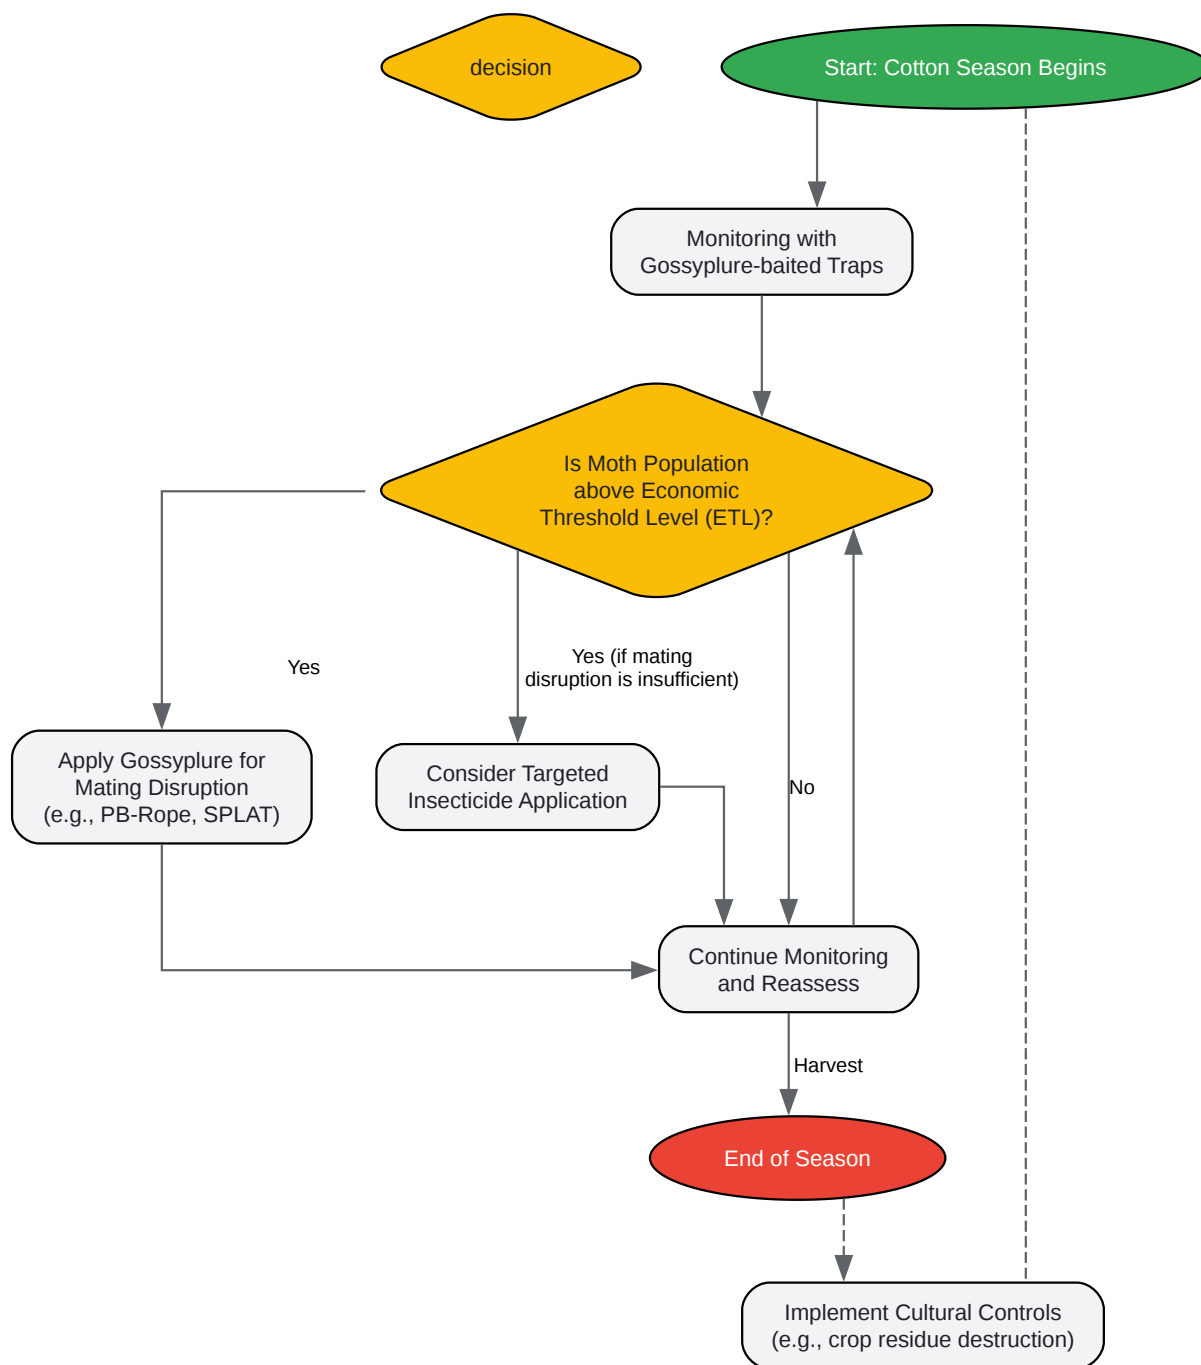 decision
Start: Cotton Season Begins
Monitoring with
Gossyplure-baited Traps
Is Moth Population
above Economic
Threshold Level (ETL)?
Yes
Yes (if mating
disruption is insufficient)
Apply Gossyplure for
Mating Disruption
(e.g., PB-Rope, SPLAT)
Consider Targeted
Insecticide Application
No
Continue Monitoring
and Reassess
Harvest
End of Season
Implement Cultural Controls
(e.g., crop residue destruction)